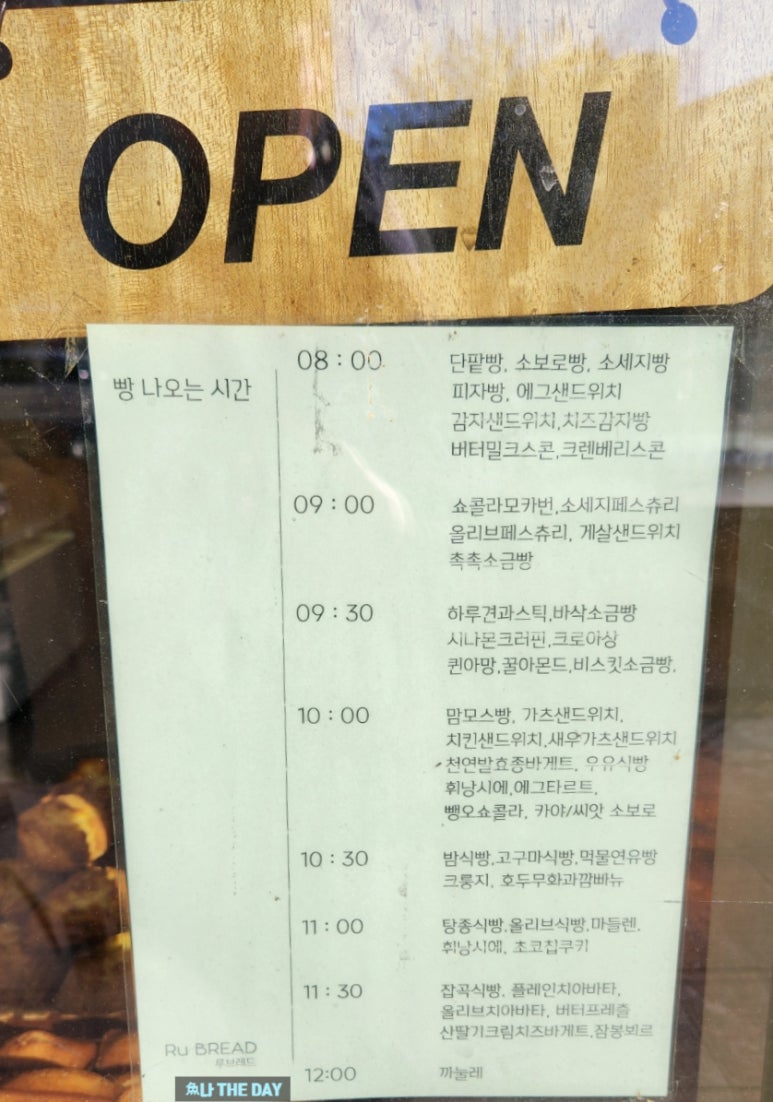 OPEN
빵 나오는 시간
08 : 00
단팥빵, 소보로빵, 소세지빵
피자빵, 에그샌드위치
감자샌드위치,치즈감자빵
버터밀크스콘,크렌베리스콘
09 : 00
쇼콜라모카번,소세지페스츄리
올리브페스츄리, 게살샌드위치
촉촉소금빵
09 : 30
하루견과스틱,바삭소금빵
시나몬크러핀,크로아상
퀸아망,꿀아몬드,비스킷소금빵,
10 : 00
맘모스빵, 가츠샌드위치,
치킨샌드위치,새우가츠샌드위치
천연발효종바게트, 우유식빵
휘낭시에,에그타르트,
뺑오쇼콜라, 카야/씨앗 소보로
10 : 30
밤식빵,고구마식빵,먹물연유빵
크룽지, 호두무화과깜빠뉴
11 : 00
탕종식빵,올리브식빵,마들렌,
휘낭시에, 초코칩쿠키
11 : 30
잡곡식빵, 플레인치아바타,
올리브치아바타, 버터프레즐
산딸기크림치즈바게트,잠봉뵈르
12:00
까눌레
Ru BREAD
루브레드
魚나 THE DAY